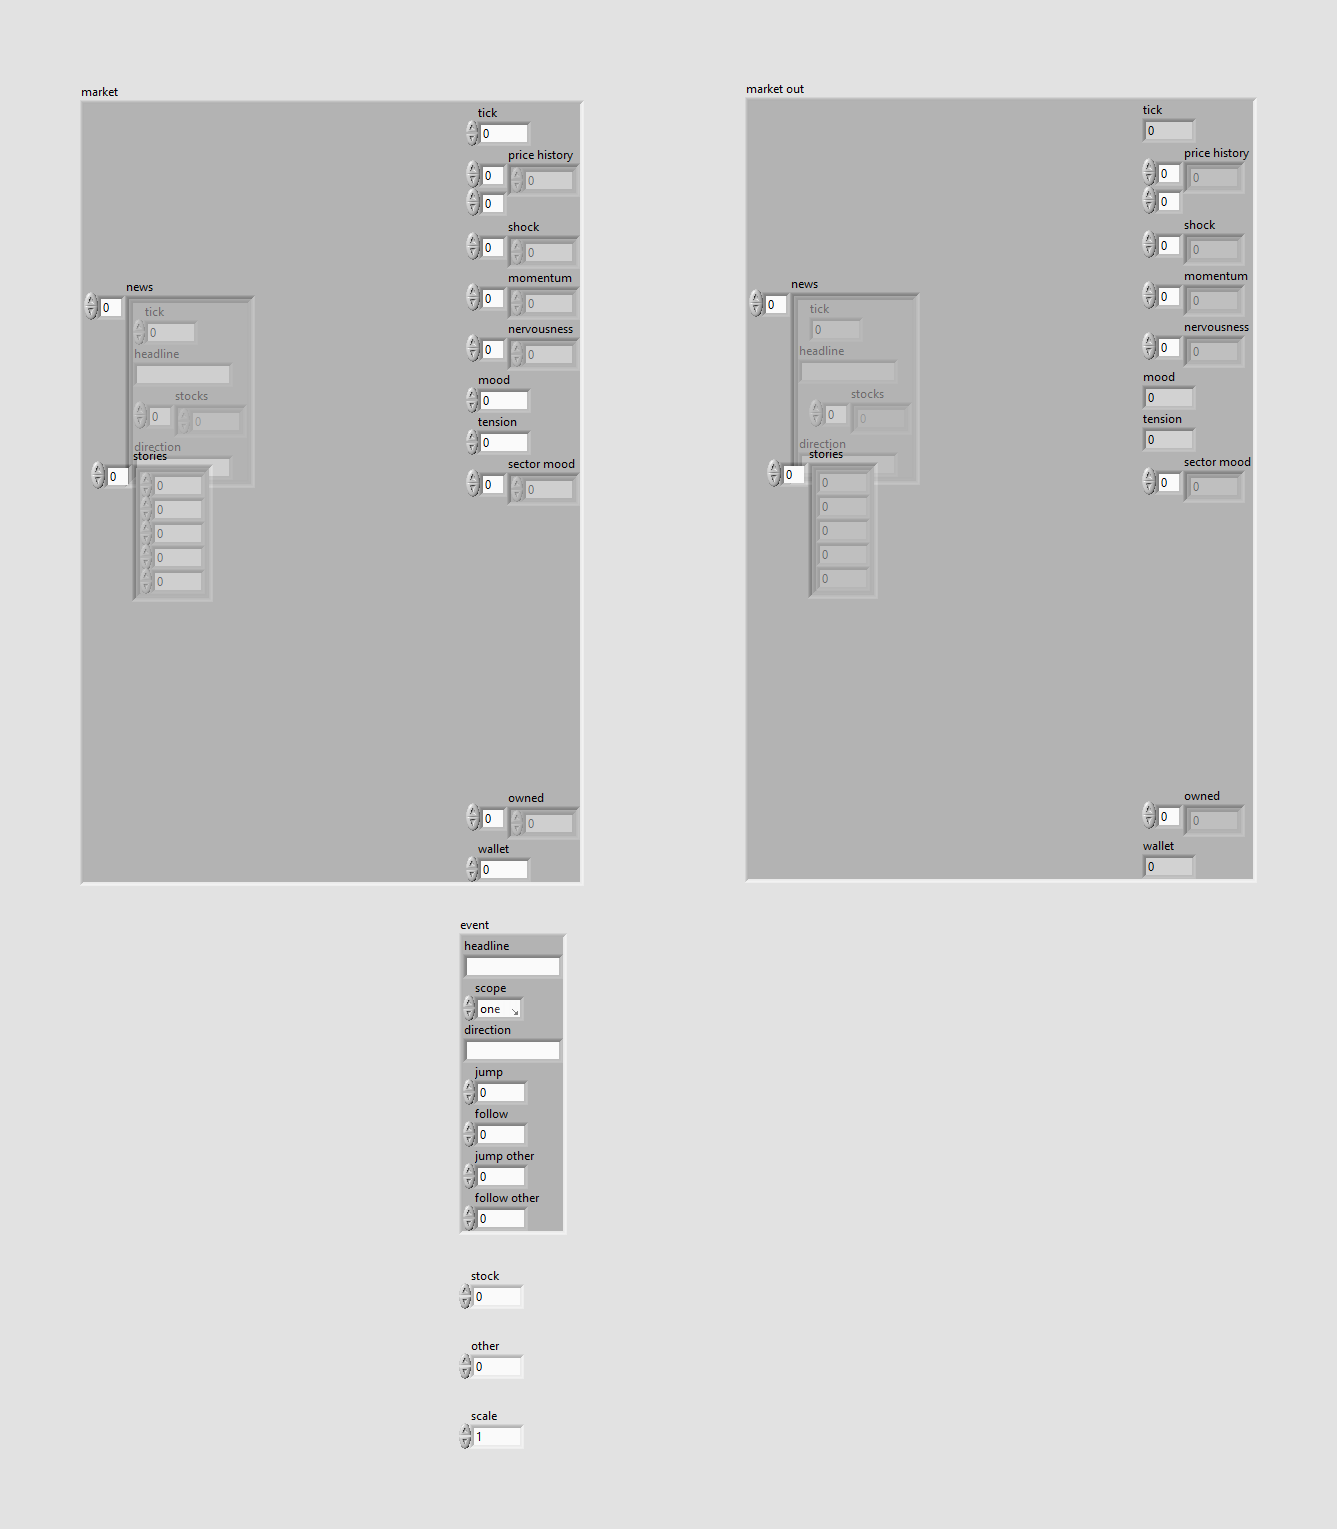 market
tick
0
price history
0
0
0
shock
0
0
momentum
0
0
nervousness
0
0
mood
0
tension
0
sector mood
0
0
news
0
tick
0
headline
stocks
0
0
direction
stories
0
0
0
0
0
0
owned
0
0
wallet
0
market out
tick
0
price history
0
0
0
shock
0
0
momentum
0
0
nervousness
0
0
mood
0
tension
0
sector mood
0
0
news
0
tick
0
headline
stocks
0
0
direction
stories
0
0
0
0
0
0
owned
0
0
wallet
0
event
headline
scope
one
direction
jump
0
follow
0
jump other
0
follow other
0
stock
0
other
0
scale
1